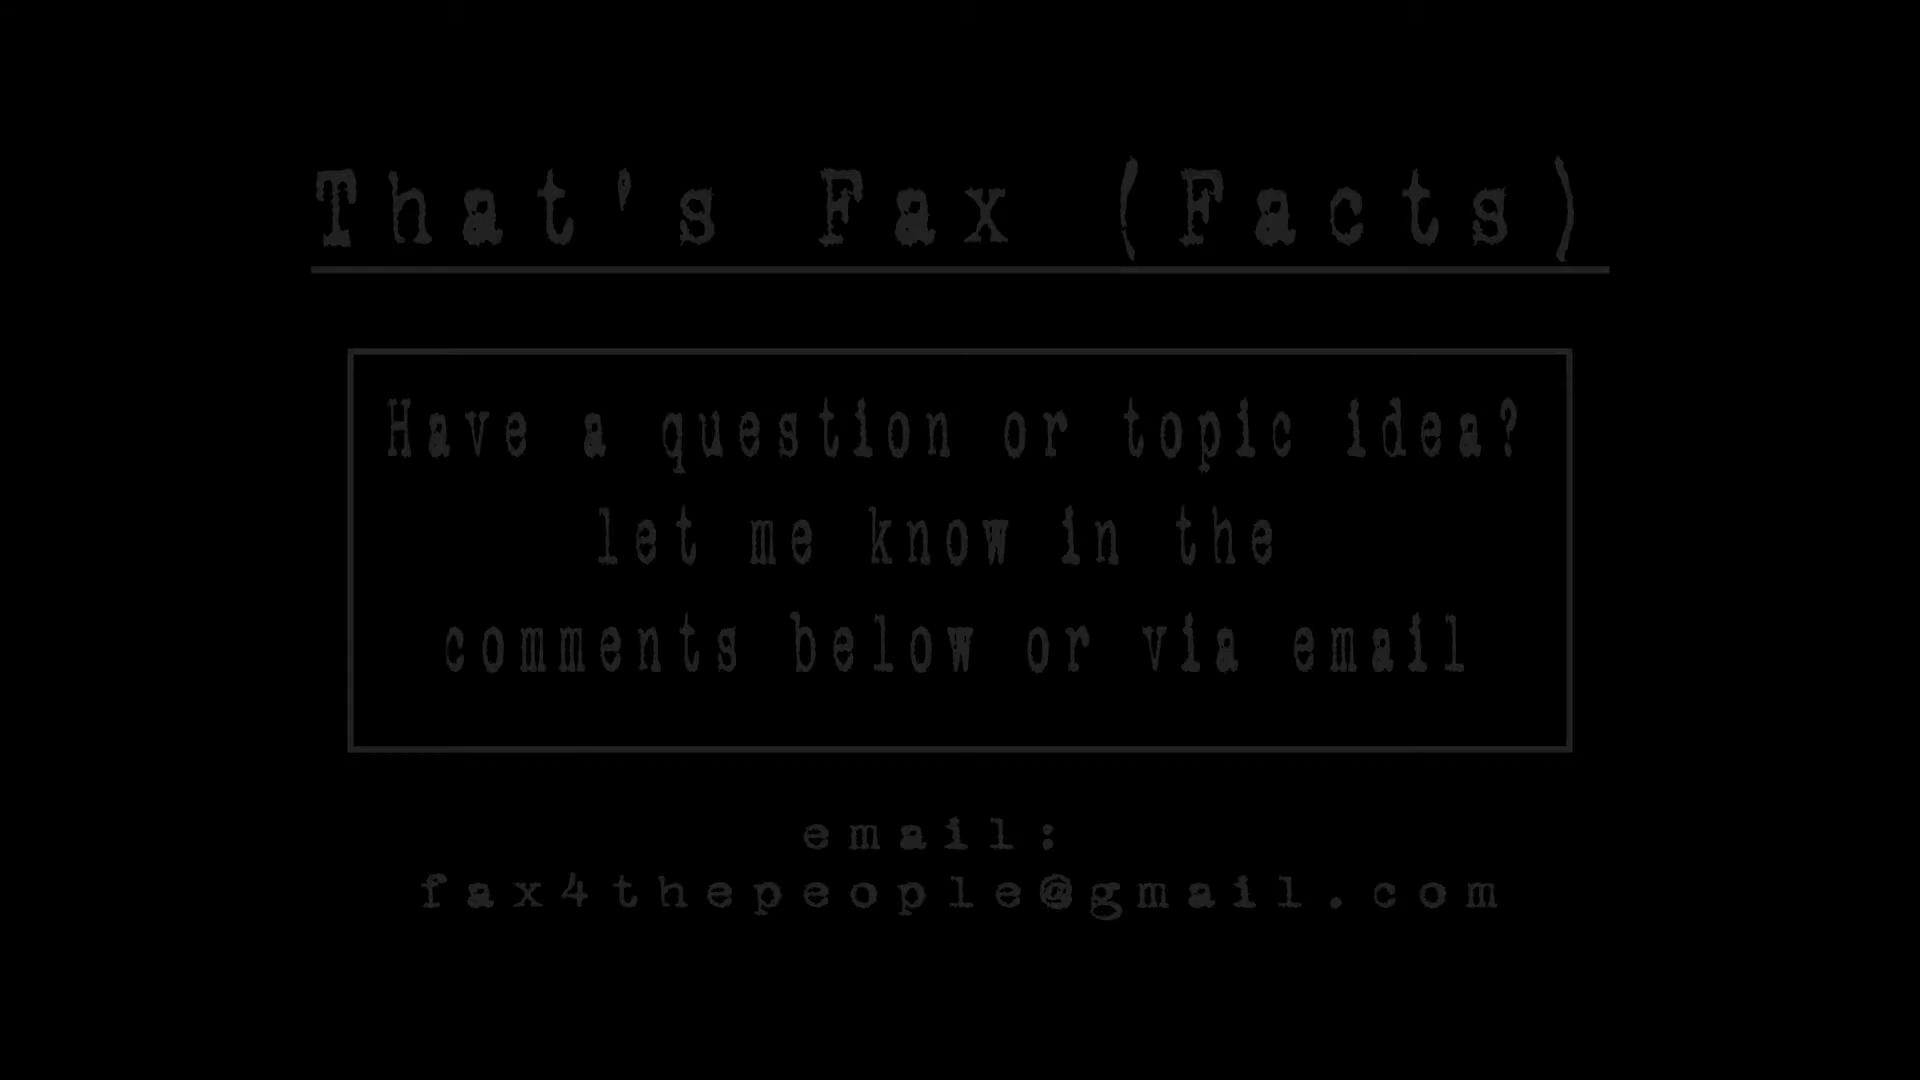 That's Fax (Facts)
Have a question or topic idea?
let me know in the
comments below or via email
email:
fax4thepeople@gmail.com